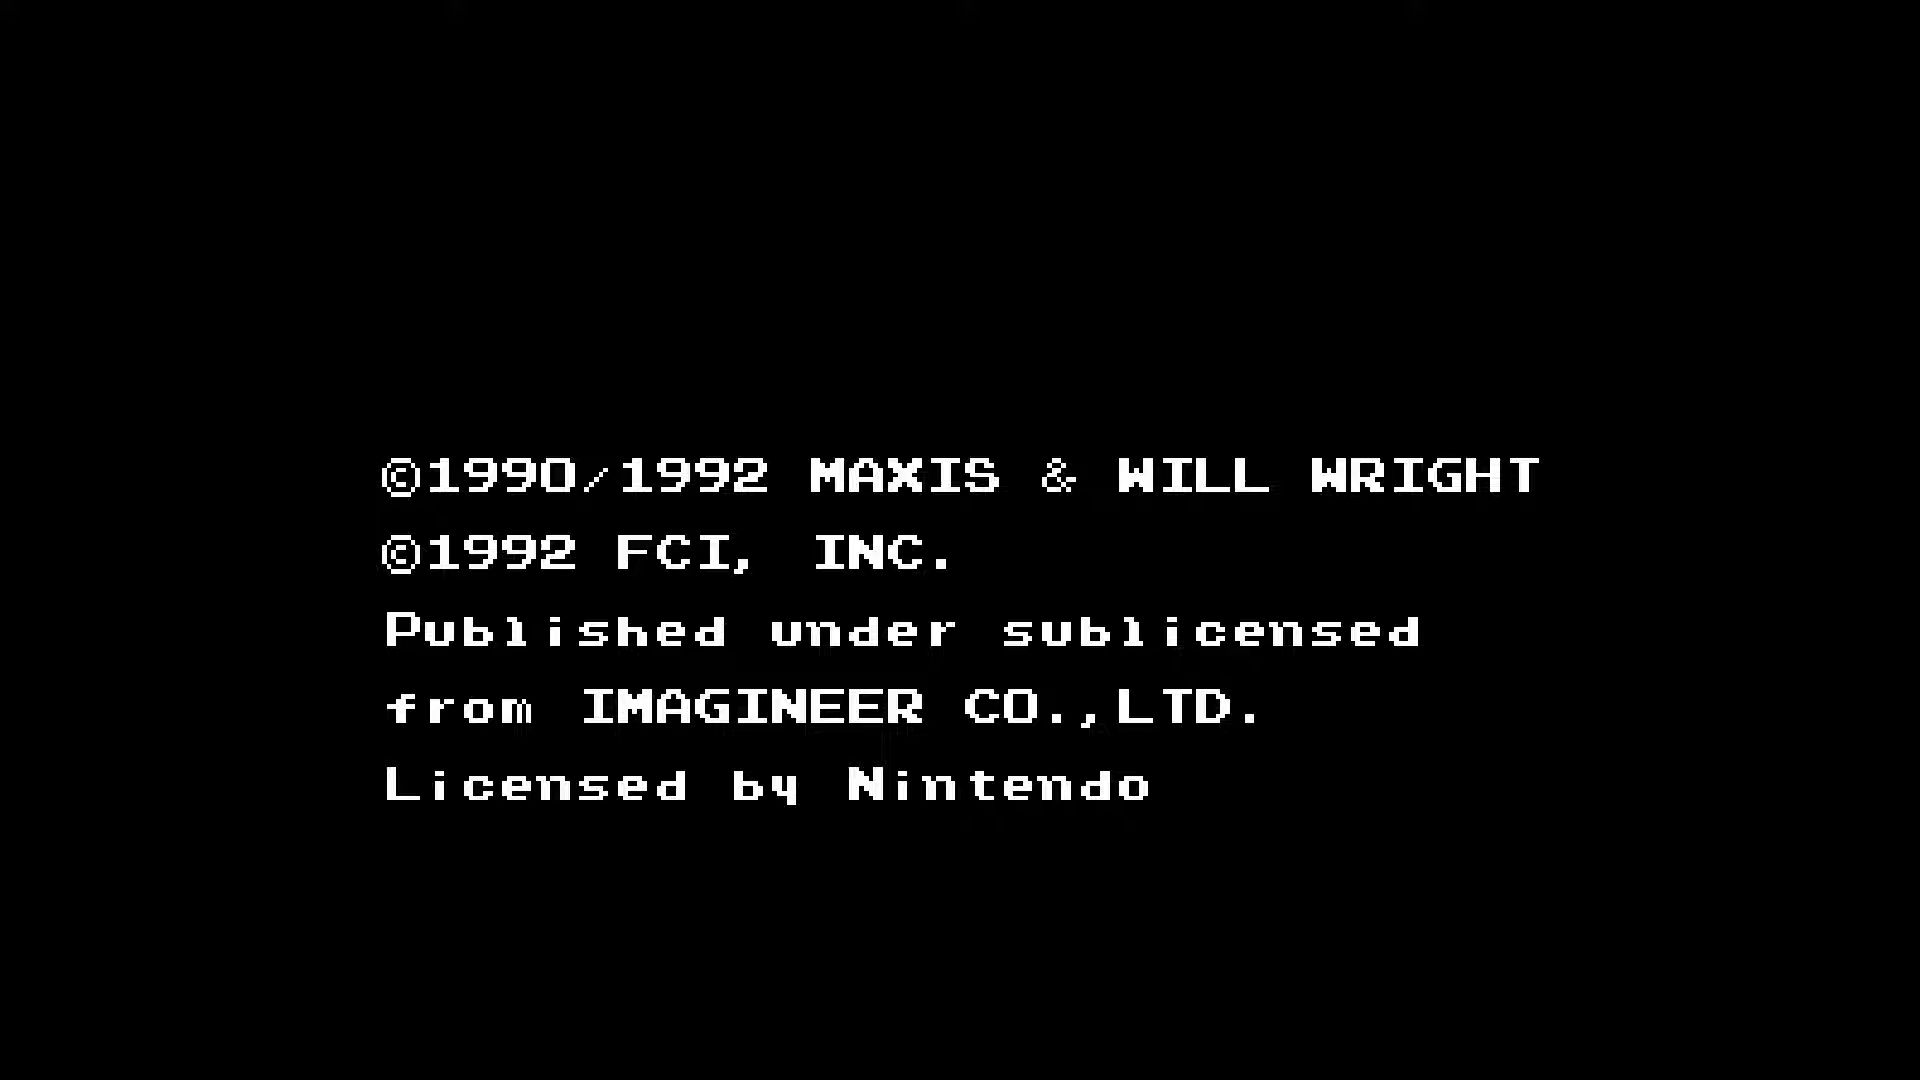 ©1990/1992 MAXIS & WILL WRIGHT
©1992 FCI, INC.
Published under sublicensed
from IMAGINEER CO.,LTD.
Licensed by Nintendo